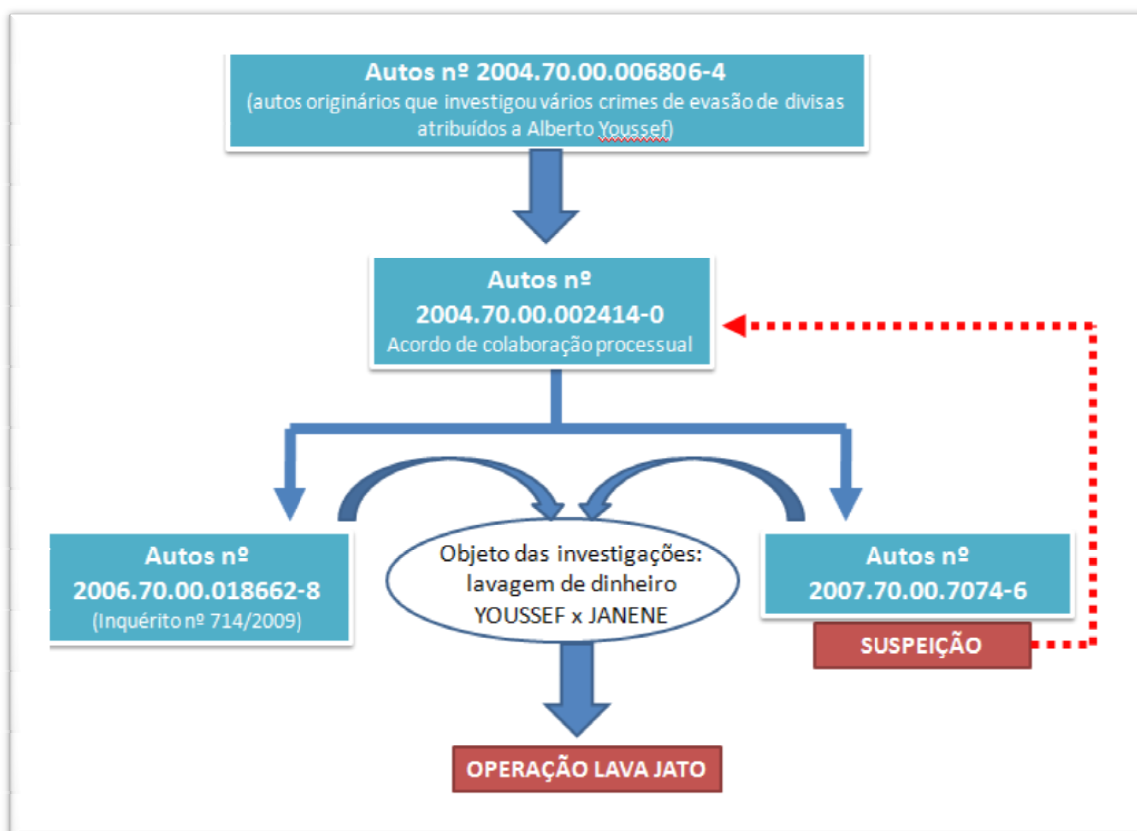 Autos nº 2004.70.00.006806-4
(autos originários que investigou vários crimes de evasão de divisas
atribuídos a Alberto Youssef)
Autos nº
2004.70.00.002414-0
Acordo de colaboração processual
Autos nº
2006.70.00.018662-8
(Inquérito nº 714/2009)
Objeto das investigações:
lavagem de dinheiro
YOUSSEF x JANENE
Autos nº
2007.70.00.7074-6
SUSPEIÇÃO
OPERAÇÃO LAVA JATO